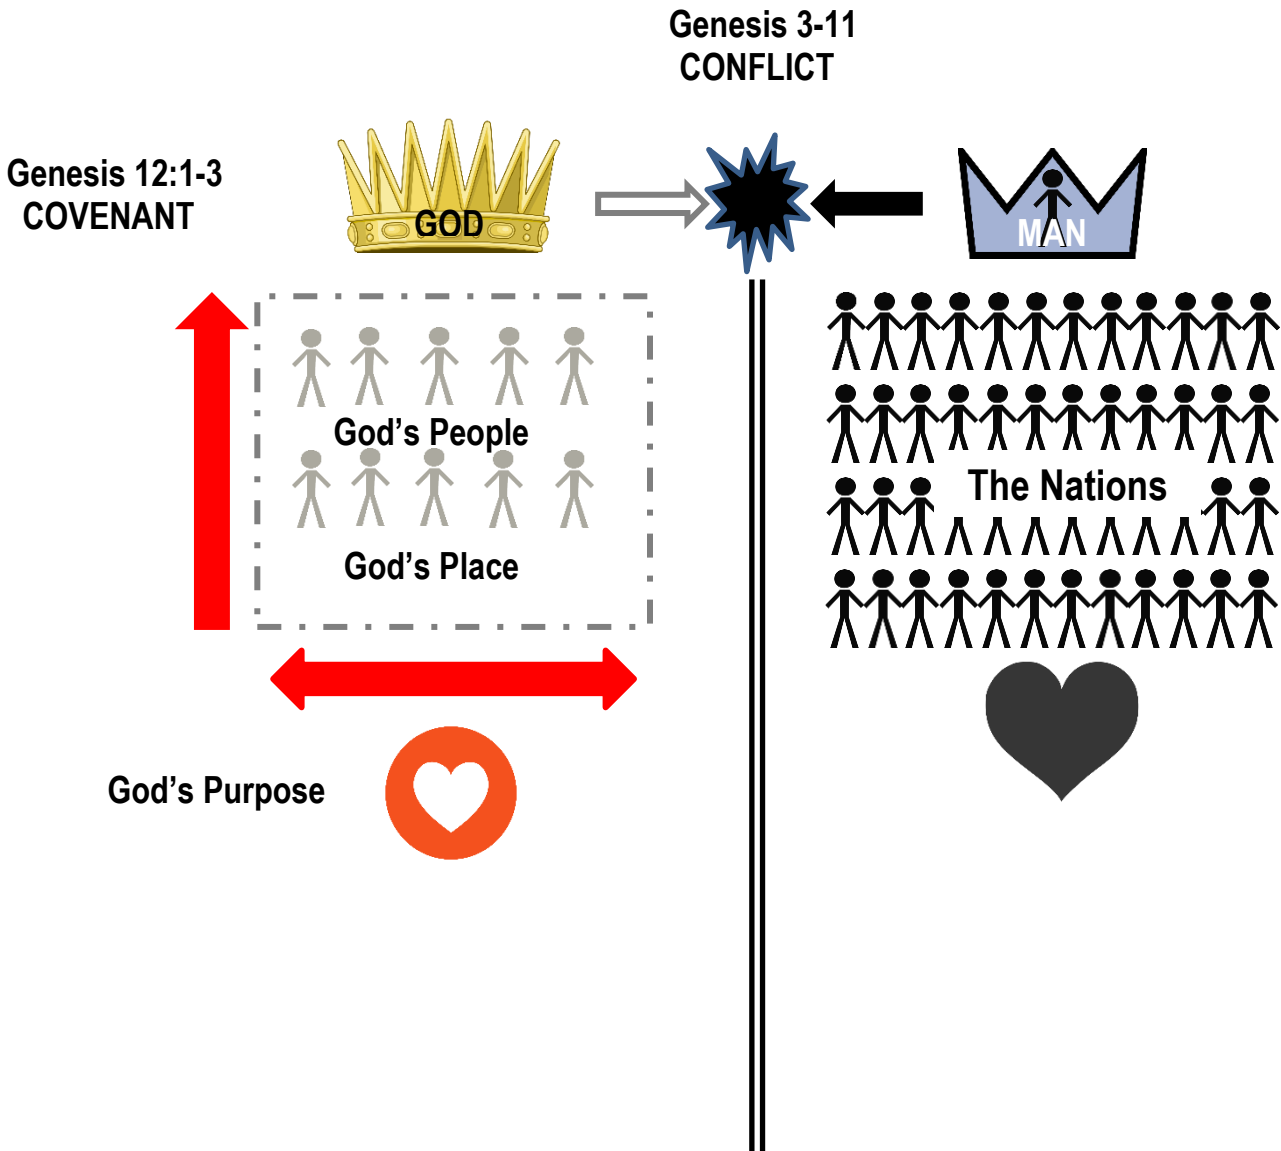 Genesis 3-11
CONFLICT
Genesis 12:1-3
COVENANT
GOD
MAN
God's People
The Nations
God's Place
God's Purpose